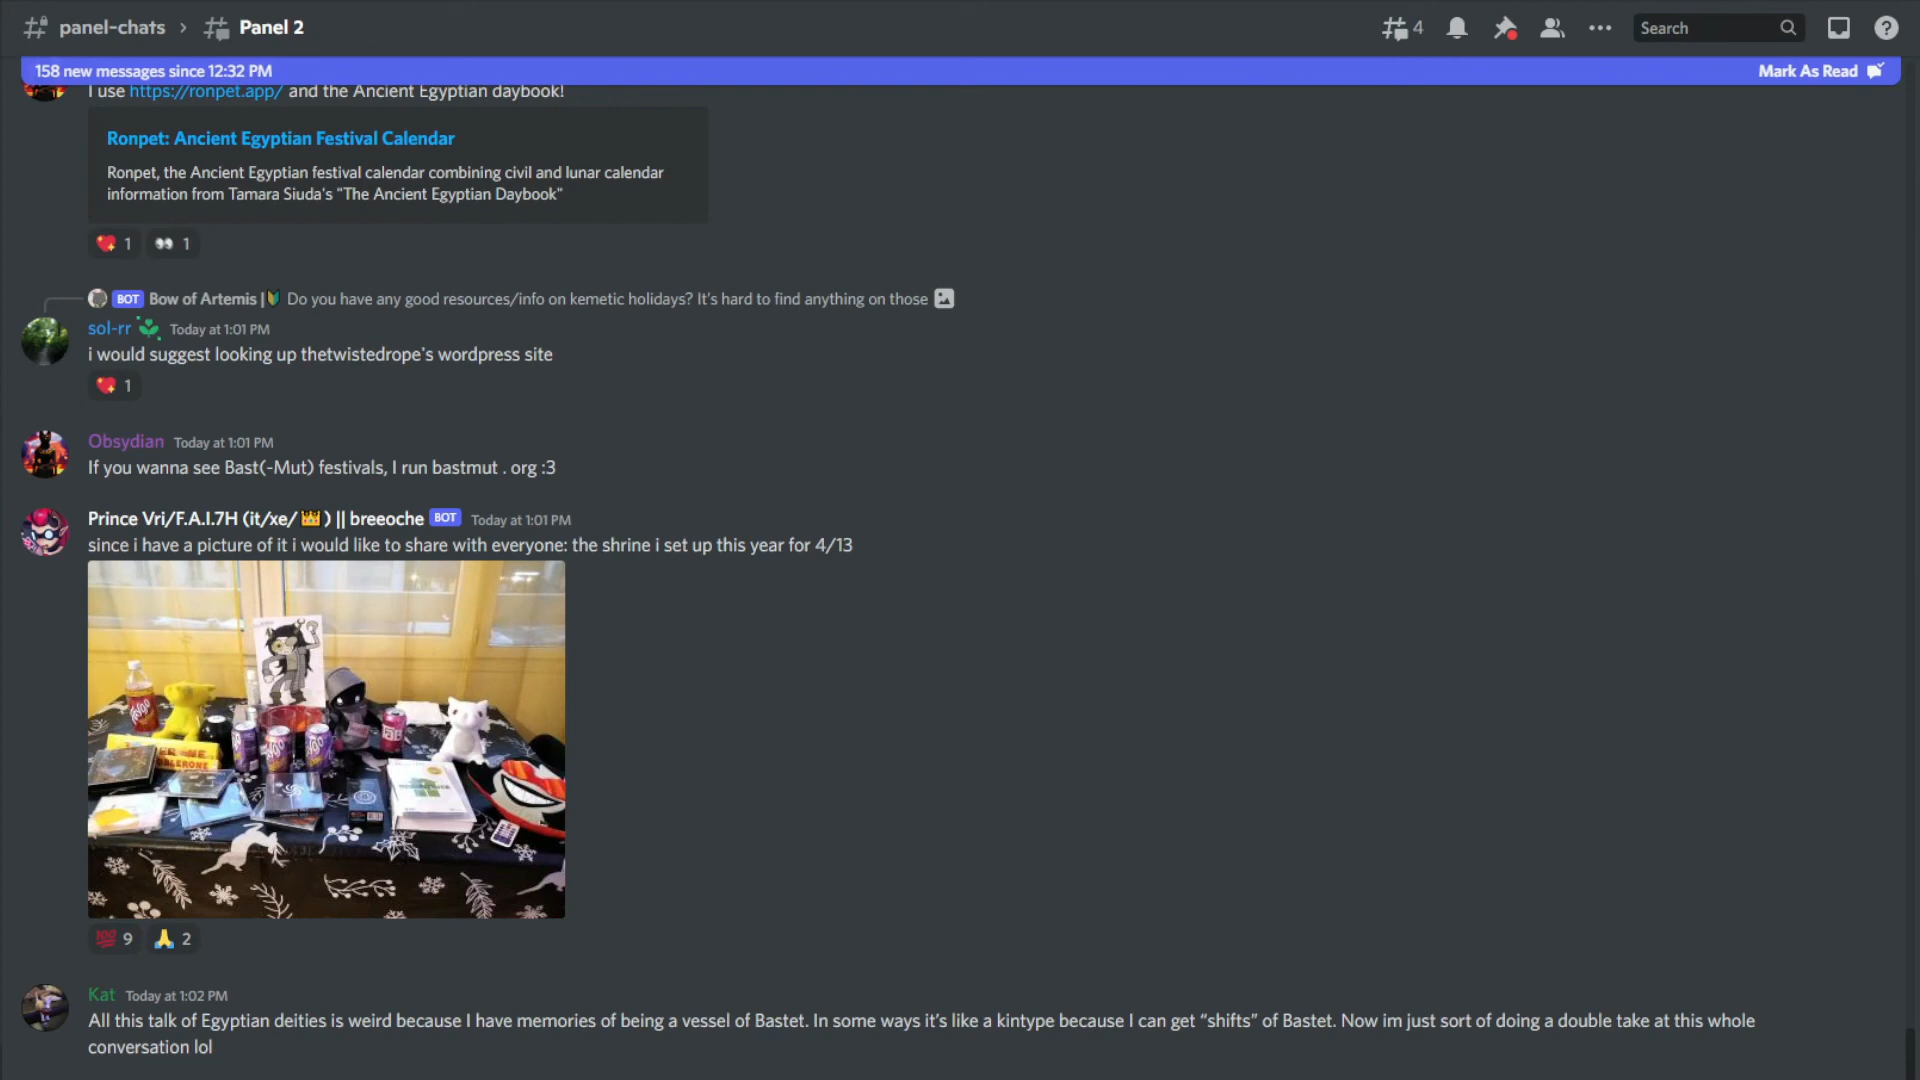 panel-chats › Panel 2
4
Search
158 new messages since 12:32 PM
Mark As Read
I use https://ronpet.app/ and the Ancient Egyptian daybook!
Ronpet: Ancient Egyptian Festival Calendar
Ronpet, the Ancient Egyptian festival calendar combining civil and lunar calendar
information from Tamara Siuda's "The Ancient Egyptian Daybook"
1 1
BOT Bow of Artemis | Do you have any good resources/info on kemetic holidays? It's hard to find anything on those
sol-rr Today at 1:01 PM
i would suggest looking up thetwistedrope's wordpress site
1
Obsydian Today at 1:01 PM
If you wanna see Bast(-Mut) festivals, I run bastmut . org :3
Prince Vri/F.A.I.7H (it/xe/👑) || breeoche BOT Today at 1:01 PM
since i have a picture of it i would like to share with everyone: the shrine i set up this year for 4/13
faygo
TAB
TOBLERONE
100 9 2
Kat Today at 1:02 PM
All this talk of Egyptian deities is weird because I have memories of being a vessel of Bastet. In some ways it's like a kintype because I can get “shifts” of Bastet. Now im just sort of doing a double take at this whole
conversation lol